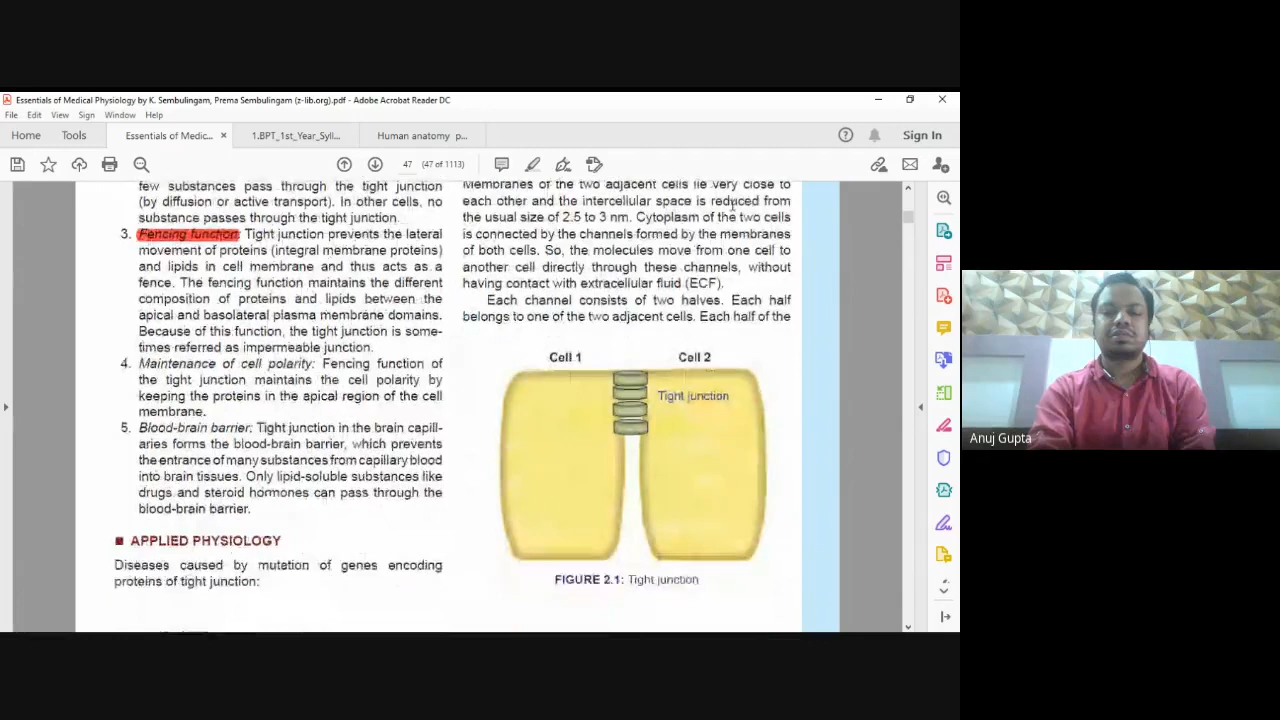 Essentials of Medical Physiology by K. Sembulingam, Prema Sembulingam (z-lib.org).pdf - Adobe Acrobat Reader DC
File Edit View Sign Window Help
Home Tools Essentials of Medic... × 1.BPT_1st_Year_Syll... Human anatomy p... Sign In
47 (47 of 1113)
few substances pass through the tight junction
(by diffusion or active transport). In other cells, no
substance passes through the tight junction.
3. Fencing function: Tight junction prevents the lateral
movement of proteins (integral membrane proteins)
and lipids in cell membrane and thus acts as a
fence. The fencing function maintains the different
composition of proteins and lipids between the
apical and basolateral plasma membrane domains.
Because of this function, the tight junction is some-
times referred as impermeable junction.
4. Maintenance of cell polarity: Fencing function of
the tight junction maintains the cell polarity by
keeping the proteins in the apical region of the cell
membrane.
5. Blood-brain barrier: Tight junction in the brain capill-
aries forms the blood-brain barrier, which prevents
the entrance of many substances from capillary blood
into brain tissues. Only lipid-soluble substances like
drugs and steroid hormones can pass through the
blood-brain barrier.
■ APPLIED PHYSIOLOGY
Diseases caused by mutation of genes encoding
proteins of tight junction:
Membranes of the two adjacent cells lie very close to
each other and the intercellular space is reduced from
the usual size of 2.5 to 3 nm. Cytoplasm of the two cells
is connected by the channels formed by the membranes
of both cells. So, the molecules move from one cell to
another cell directly through these channels, without
having contact with extracellular fluid (ECF).
Each channel consists of two halves. Each half
belongs to one of the two adjacent cells. Each half of the
Cell 1 Cell 2
Tight junction
FIGURE 2.1: Tight junction
Anuj Gupta